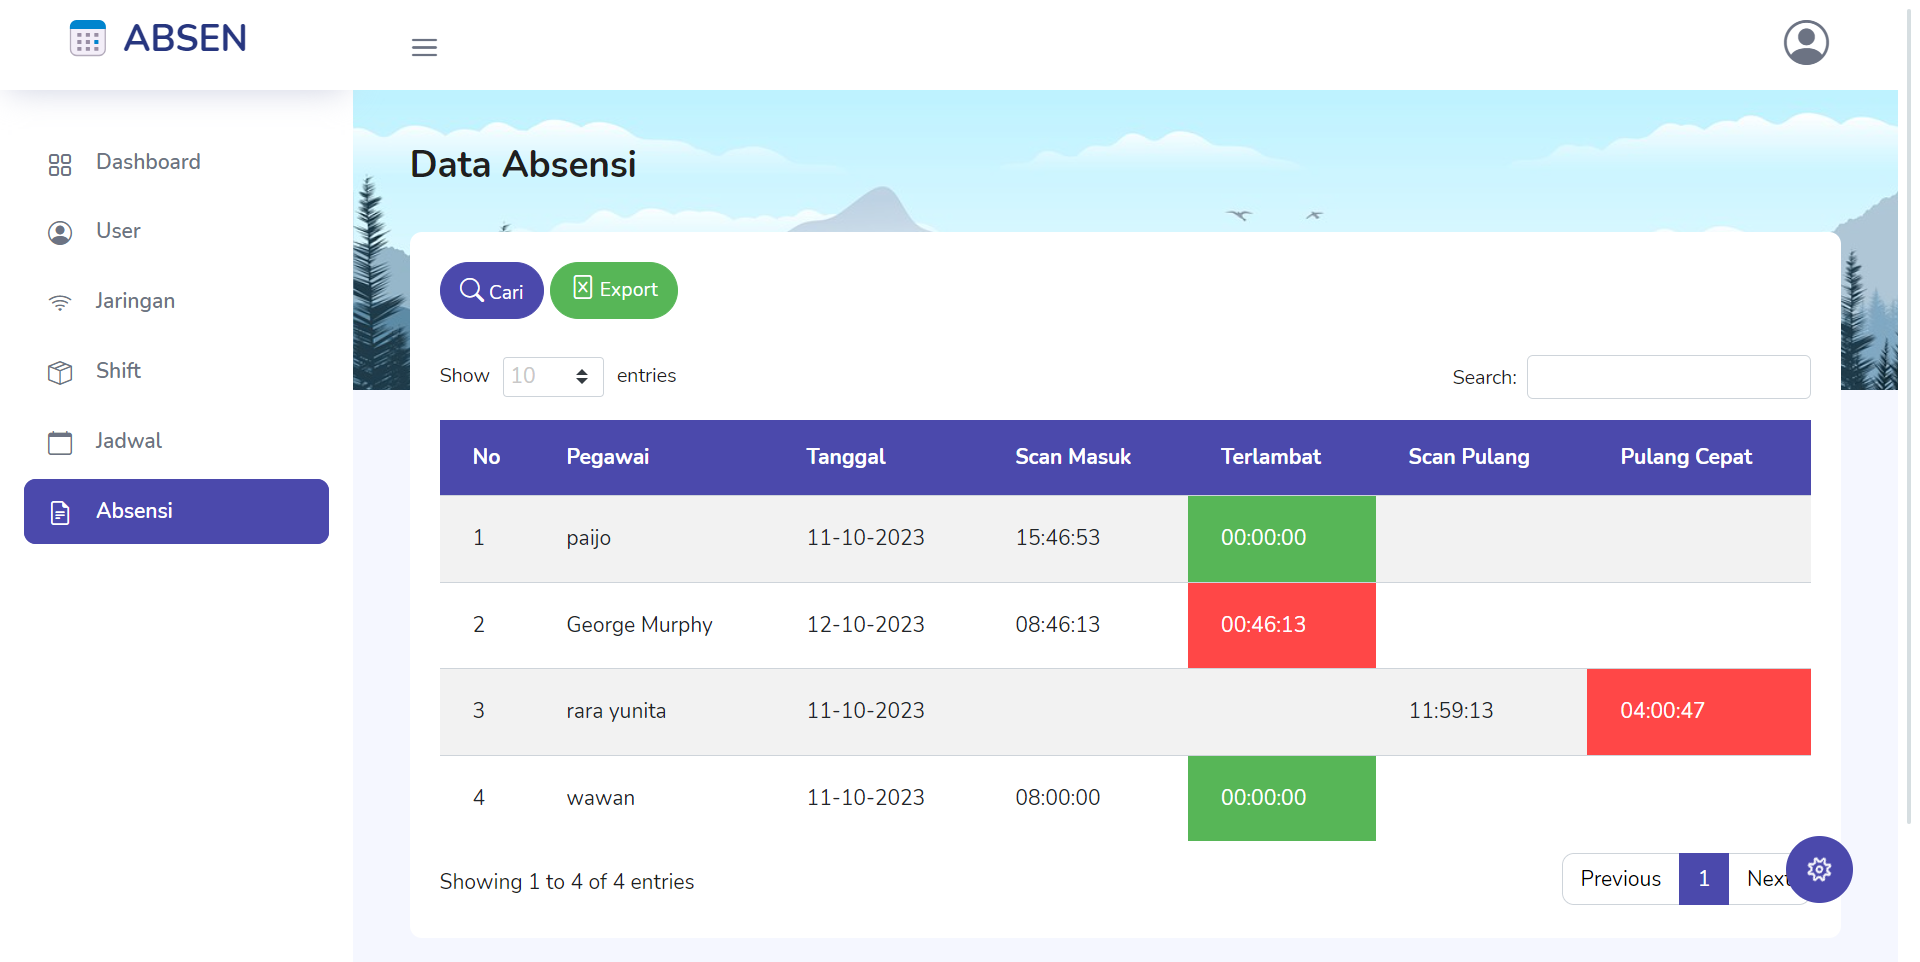 ABSEN
Dashboard
User
Jaringan
Shift
Jadwal
Absensi
Data Absensi
Cari Export
Show 10 entries Search:
No Pegawai Tanggal Scan Masuk Terlambat Scan Pulang Pulang Cepat
1 paijo 11-10-2023 15:46:53 00:00:00
2 George Murphy 12-10-2023 08:46:13 00:46:13
3 rara yunita 11-10-2023 11:59:13 04:00:47
4 wawan 11-10-2023 08:00:00 00:00:00
Showing 1 to 4 of 4 entries Previous 1 Next